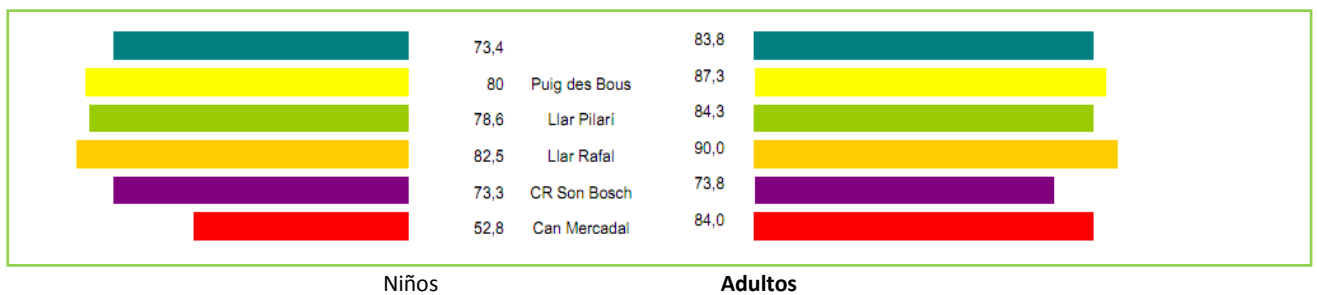 73,4 83,8
80 Puig des Bous 87,3
78,6 Llar Pilarí 84,3
82,5 Llar Rafal 90,0
73,3 CR Son Bosch 73,8
52,8 Can Mercadal 84,0
Niños Adultos